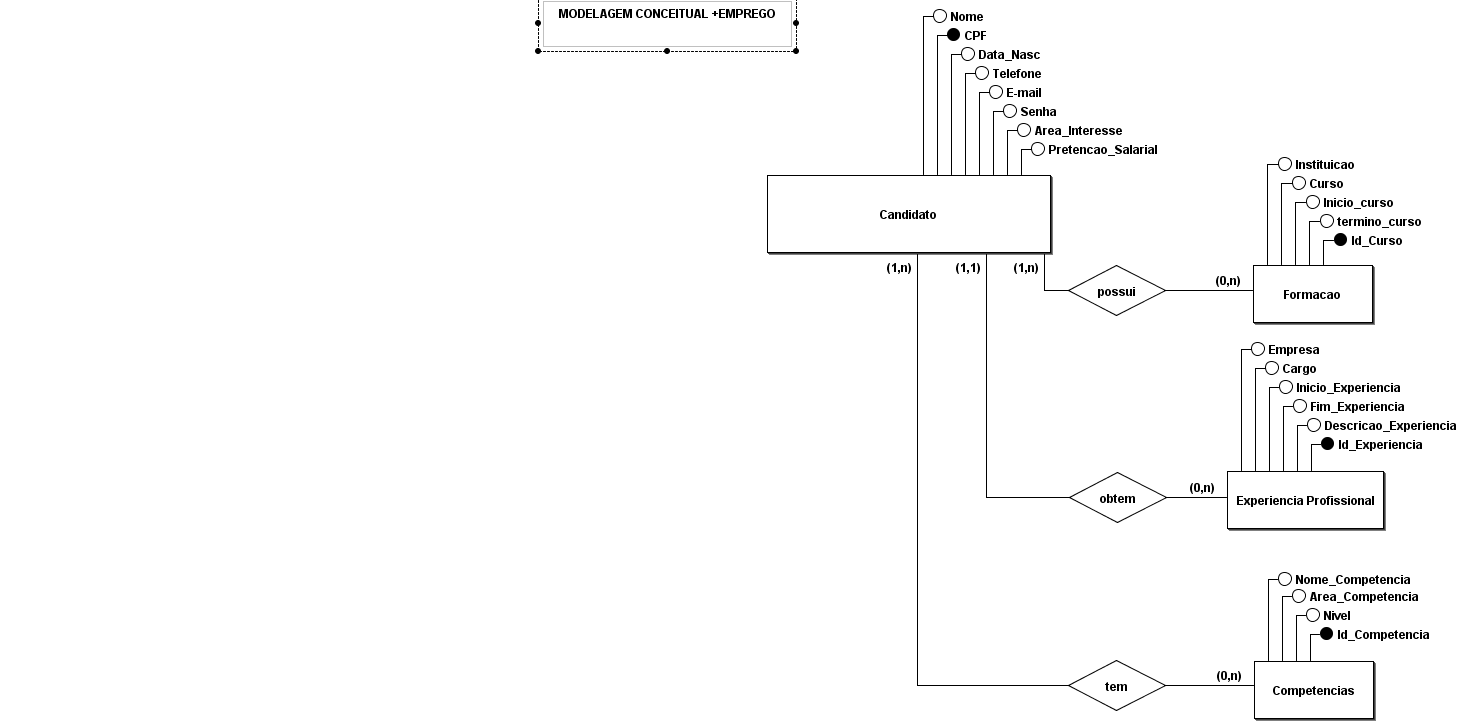 MODELAGEM CONCEITUAL +EMPREGO
Nome
CPF
Data_Nasc
Telefone
E-mail
Senha
Area_Interesse
Pretencao_Salarial
Candidato
(1,n)
(1,1)
(1,n)
possui
(0,n)
Instituicao
Curso
Inicio_curso
termino_curso
Id_Curso
Formacao
Empresa
Cargo
Inicio_Experiencia
Fim_Experiencia
Descricao_Experiencia
Id_Experiencia
obtem
(0,n)
Experiencia Profissional
Nome_Competencia
Area_Competencia
Nivel
Id_Competencia
tem
(0,n)
Competencias